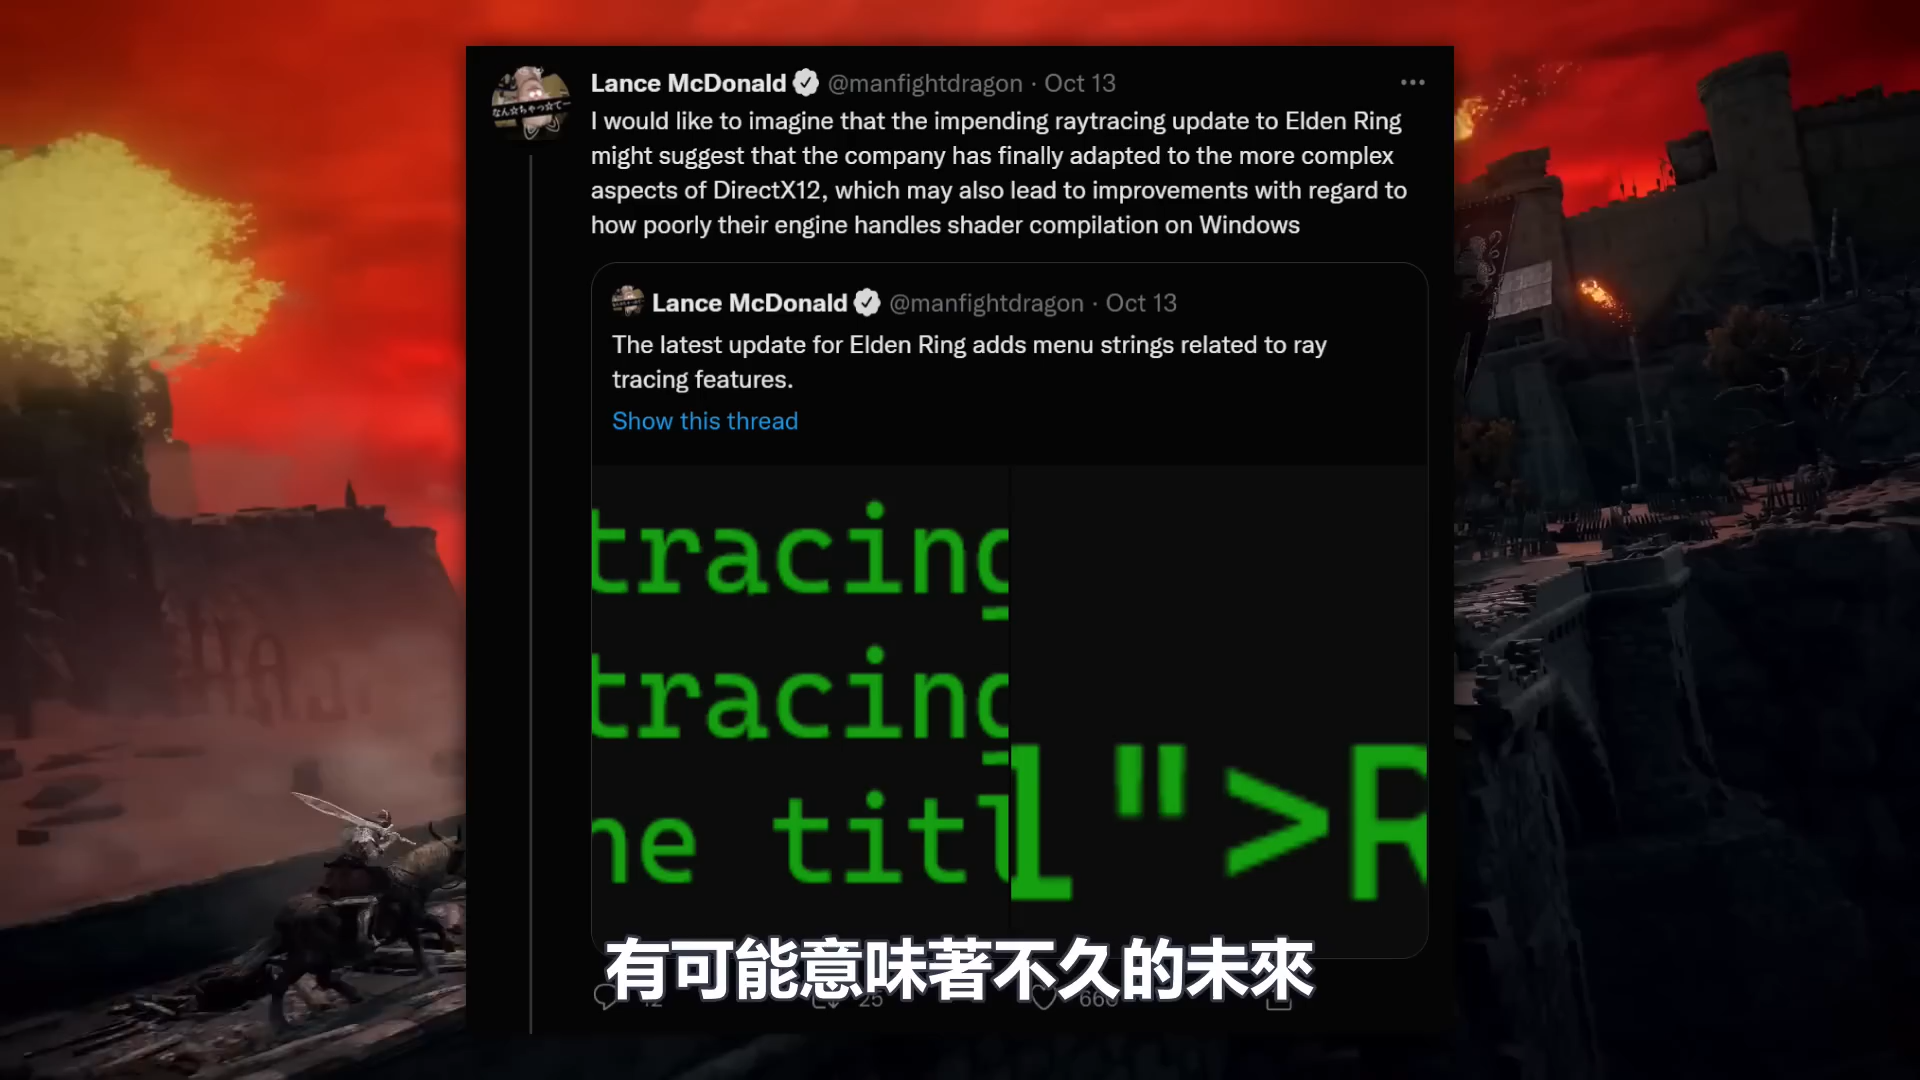 Lance McDonald @manfightdragon · Oct 13
I would like to imagine that the impending raytracing update to Elden Ring
might suggest that the company has finally adapted to the more complex
aspects of DirectX12, which may also lead to improvements with regard to
how poorly their engine handles shader compilation on Windows
Lance McDonald @manfightdragon · Oct 13
The latest update for Elden Ring adds menu strings related to ray
tracing features.
Show this thread
tracing
tracing
he titl
l">R
有可能意味著不久的未來
12 25